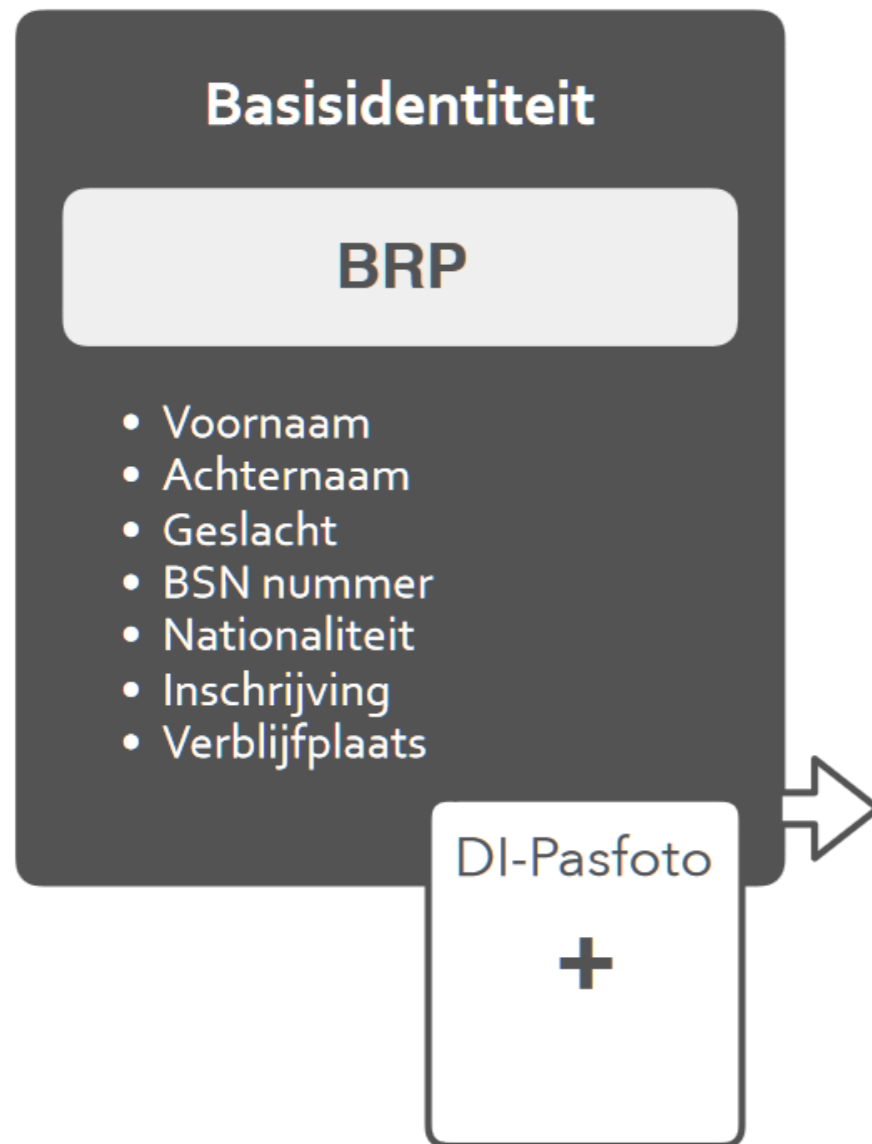 Basisidentiteit
BRP
• Voornaam
• Achternaam
• Geslacht
• BSN nummer
• Nationaliteit
• Inschrijving
• Verblijfplaats
DI-Pasfoto
+